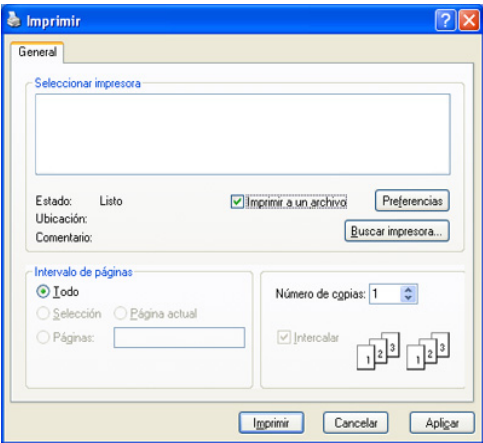 Imprimir
General
Seleccionar impresora
Estado: Listo
Imprimir a un archivo
Preferencias
Ubicación:
Comentario:
Buscar impresora...
Intervalo de páginas
Todo
Selección
Página actual
Páginas:
Número de copias: 1
Intercalar
1 2 3
1 2 3
Imprimir
Cancelar
Aplicar